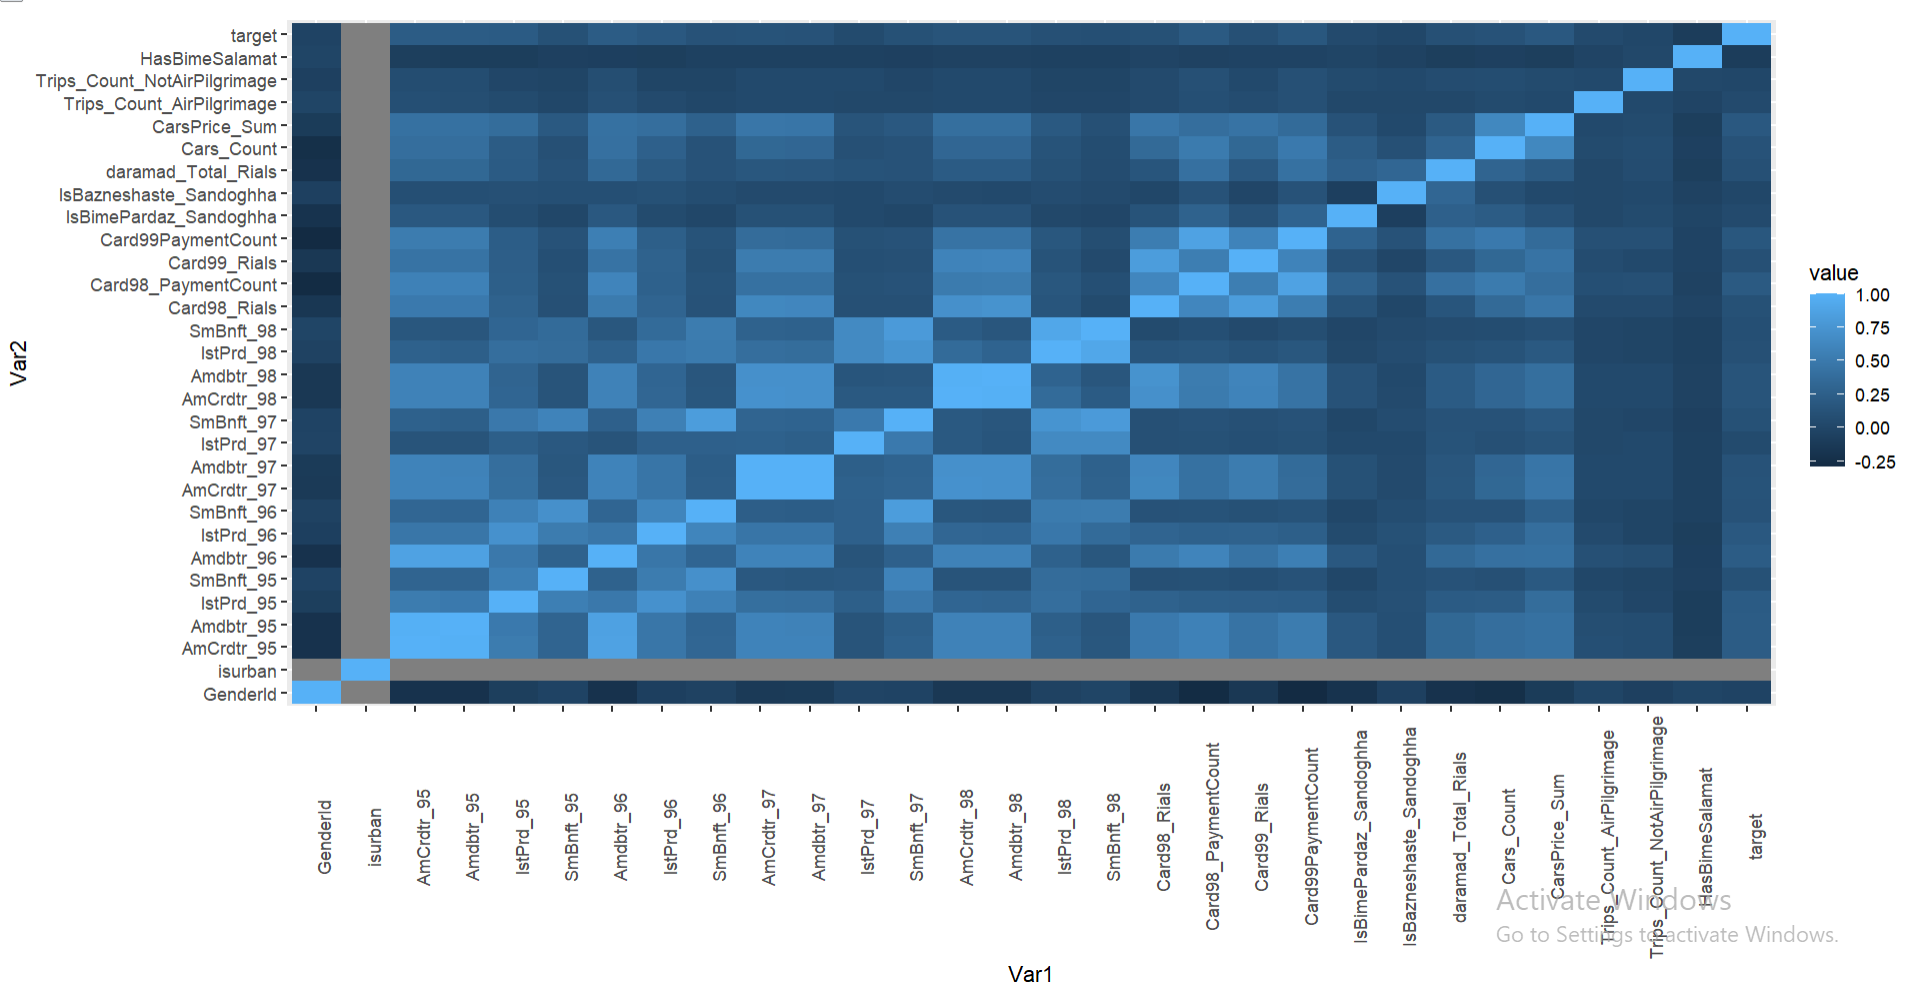 target
HasBimeSalamat
Trips_Count_NotAirPilgrimage
Trips_Count_AirPilgrimage
CarsPrice_Sum
Cars_Count
daramad_Total_Rials
IsBazneshaste_Sandoghha
IsBimePardaz_Sandoghha
Card99PaymentCount
Card99_Rials
Card98_PaymentCount
Card98_Rials
SmBnft_98
IstPrd_98
Amdbtr_98
AmCrdtr_98
SmBnft_97
IstPrd_97
Amdbtr_97
AmCrdtr_97
SmBnft_96
IstPrd_96
Amdbtr_96
SmBnft_95
IstPrd_95
Amdbtr_95
AmCrdtr_95
isurban
GenderId
Var2
GenderId
isurban
AmCrdtr_95
Amdbtr_95
IstPrd_95
SmBnft_95
Amdbtr_96
IstPrd_96
SmBnft_96
AmCrdtr_97
Amdbtr_97
IstPrd_97
SmBnft_97
AmCrdtr_98
Amdbtr_98
IstPrd_98
SmBnft_98
Card98_Rials
Card98_PaymentCount
Card99_Rials
Card99PaymentCount
IsBimePardaz_Sandoghha
IsBazneshaste_Sandoghha
daramad_Total_Rials
Cars_Count
CarsPrice_Sum
Trips_Count_AirPilgrimage
Trips_Count_NotAirPilgrimage
HasBimeSalamat
target
Var1
value
1.00
0.75
0.50
0.25
0.00
-0.25
Activate Windows
Go to Settings to activate Windows.